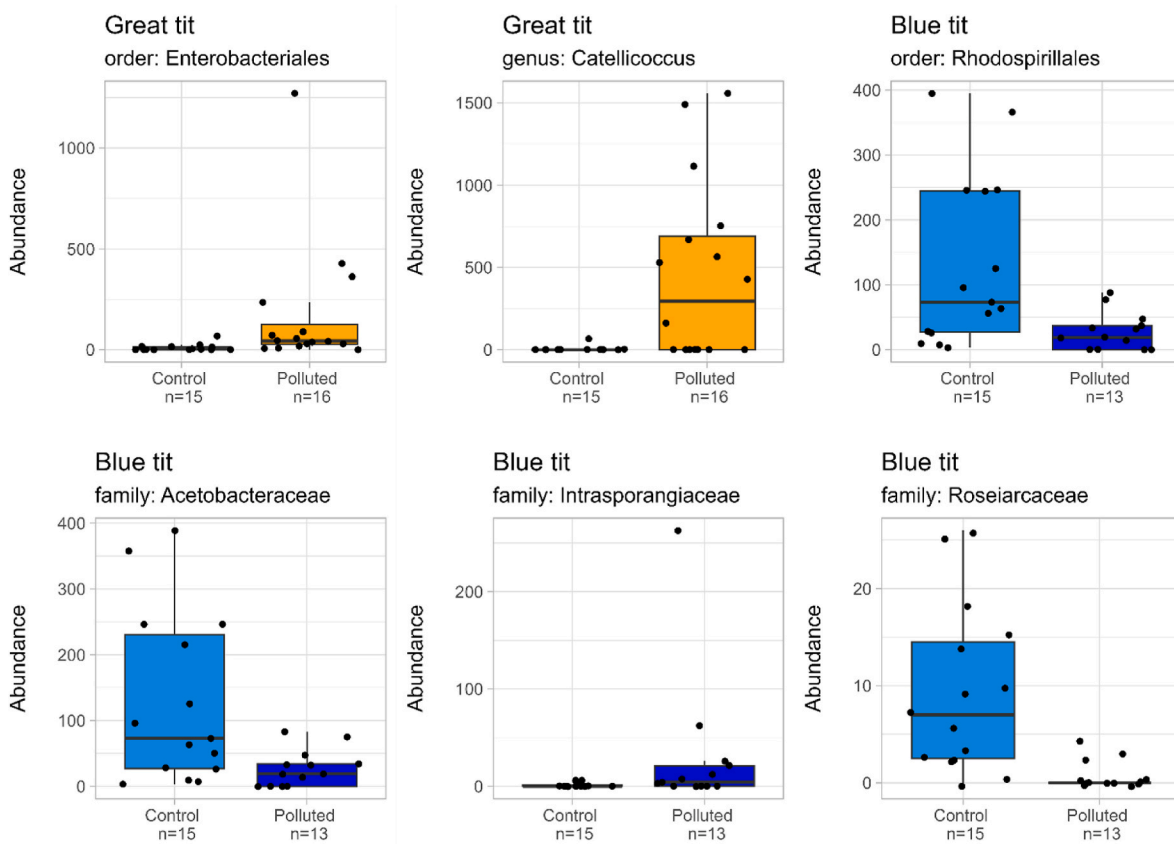 Great tit
order: Enterobacteriales
Abundance
1000
500
0
Control
n=15
Polluted
n=16
Great tit
genus: Catellicoccus
Abundance
1500
1000
500
0
Control
n=15
Polluted
n=16
Blue tit
order: Rhodospirillales
Abundance
400
300
200
100
0
Control
n=15
Polluted
n=13
Blue tit
family: Acetobacteraceae
Abundance
400
300
200
100
0
Control
n=15
Polluted
n=13
Blue tit
family: Intrasporangiaceae
Abundance
200
100
0
Control
n=15
Polluted
n=13
Blue tit
family: Roseiarcaceae
Abundance
20
10
0
Control
n=15
Polluted
n=13